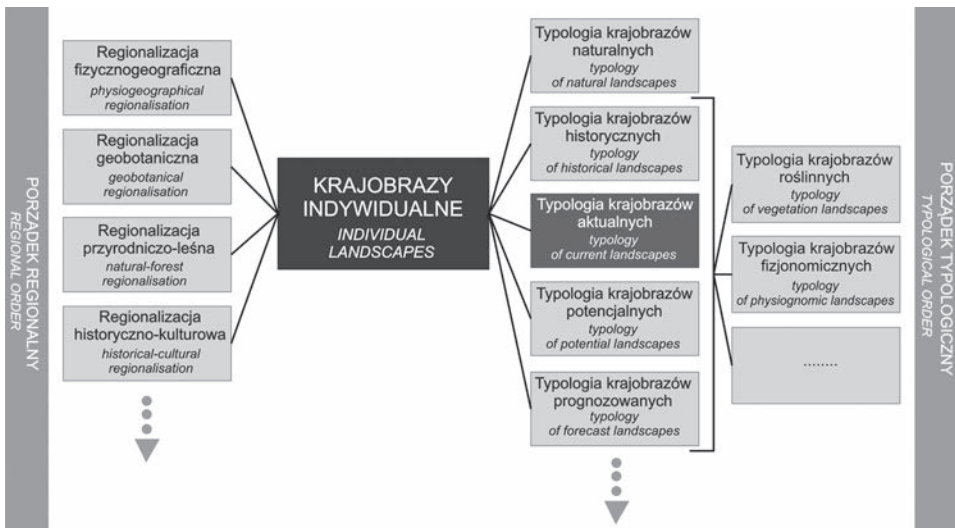 PORZĄDEK REGIONALNY
REGIONAL ORDER
Regionalizacja
fizycznogeograficzna
physiogeographical
regionalisation
Regionalizacja
geobotaniczna
geobotanical
regionalisation
Regionalizacja
przyrodniczo-leśna
natural-forest
regionalisation
Regionalizacja
historyczno-kulturowa
historical-cultural
regionalisation
KRAJOBRAZY
INDYWIDUALNE
INDIVIDUAL
LANDSCAPES
Typologia krajobrazów
naturalnych
typology
of natural landscapes
Typologia krajobrazów
historycznych
typology
of historical landscapes
Typologia krajobrazów
aktualnych
typology
of current landscapes
Typologia krajobrazów
potencjalnych
typology
of potential landscapes
Typologia krajobrazów
prognozowanych
typology
of forecast landscapes
Typologia krajobrazów
roślinnych
typology
of vegetation landscapes
Typologia krajobrazów
fizjonomicznych
typology
of physiognomic landscapes
........
PORZĄDEK TYPOLOGICZNY
TYPOLOGICAL ORDER